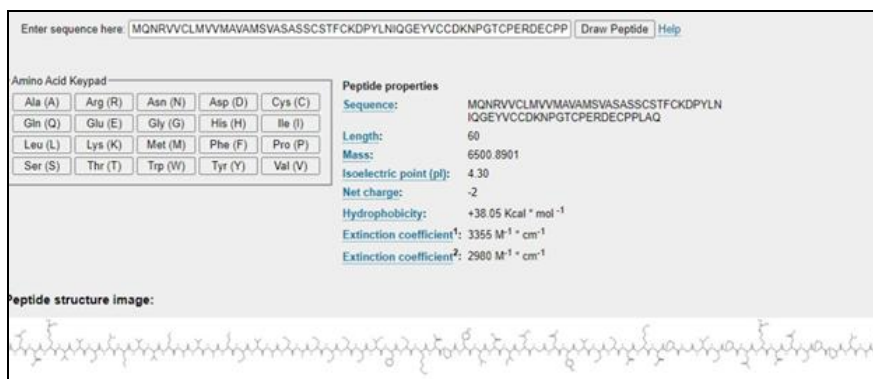 Enter sequence here: MQNRVVCLMVVMAVAMSVASASSCSTFCKDPYLNIQGEYVCCDKNPGTCPERDECPP Draw Peptide Help
Amino Acid Keypad
Ala (A) Arg (R) Asn (N) Asp (D) Cys (C)
Gln (Q) Glu (E) Gly (G) His (H) Ile (I)
Leu (L) Lys (K) Met (M) Phe (F) Pro (P)
Ser (S) Thr (T) Trp (W) Tyr (Y) Val (V)
Peptide properties
Sequence: MQNRVVCLMVVMAVAMSVASASSCSTFCKDPYLN
IQGEYVCCDKNPGTCPERDECPPLAQ
Length: 60
Mass: 6500.8901
Isoelectric point (pI): 4.30
Net charge: -2
Hydrophobicity: +38.05 Kcal * mol -1
Extinction coefficient1: 3355 M-1 * cm-1
Extinction coefficient2: 2980 M-1 * cm-1
Peptide structure image: